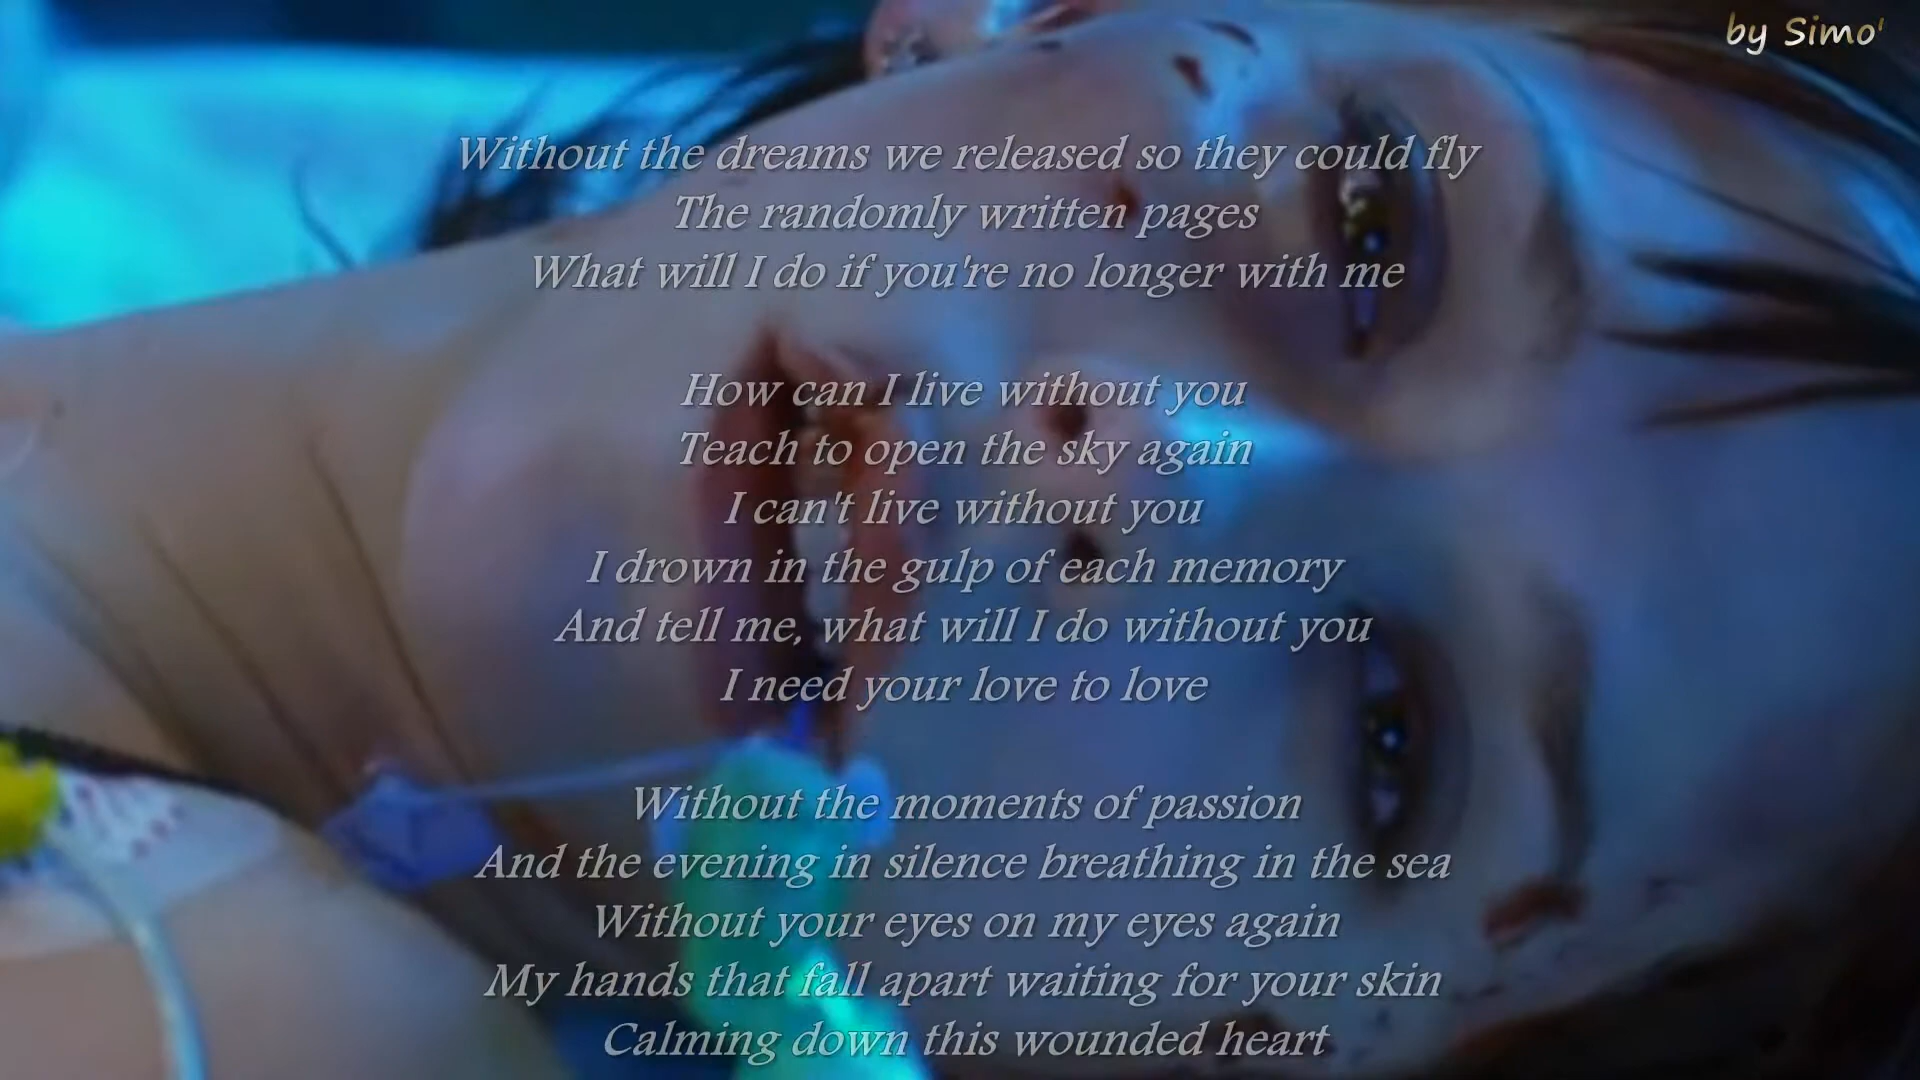 by Simo'
Without the dreams we released so they could fly
The randomly written pages
What will I do if you're no longer with me
How can I live without you
Teach to open the sky again
I can't live without you
I drown in the gulp of each memory
And tell me, what will I do without you
I need your love to love
Without the moments of passion
And the evening in silence breathing in the sea
Without your eyes on my eyes again
My hands that fall apart waiting for your skin
Calming down this wounded heart